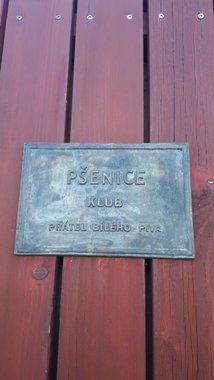 PŠENICE
KLUB
PŘÁTEL BÍLÉHO PIVA